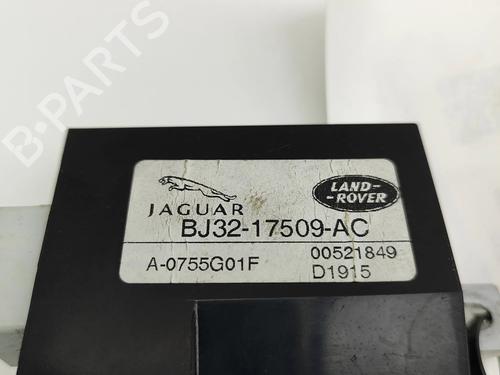 B-PARTS
JAGUAR
LAND-
-ROVER
BJ32-17509-AC
A-0755G01F
00521849
D1915